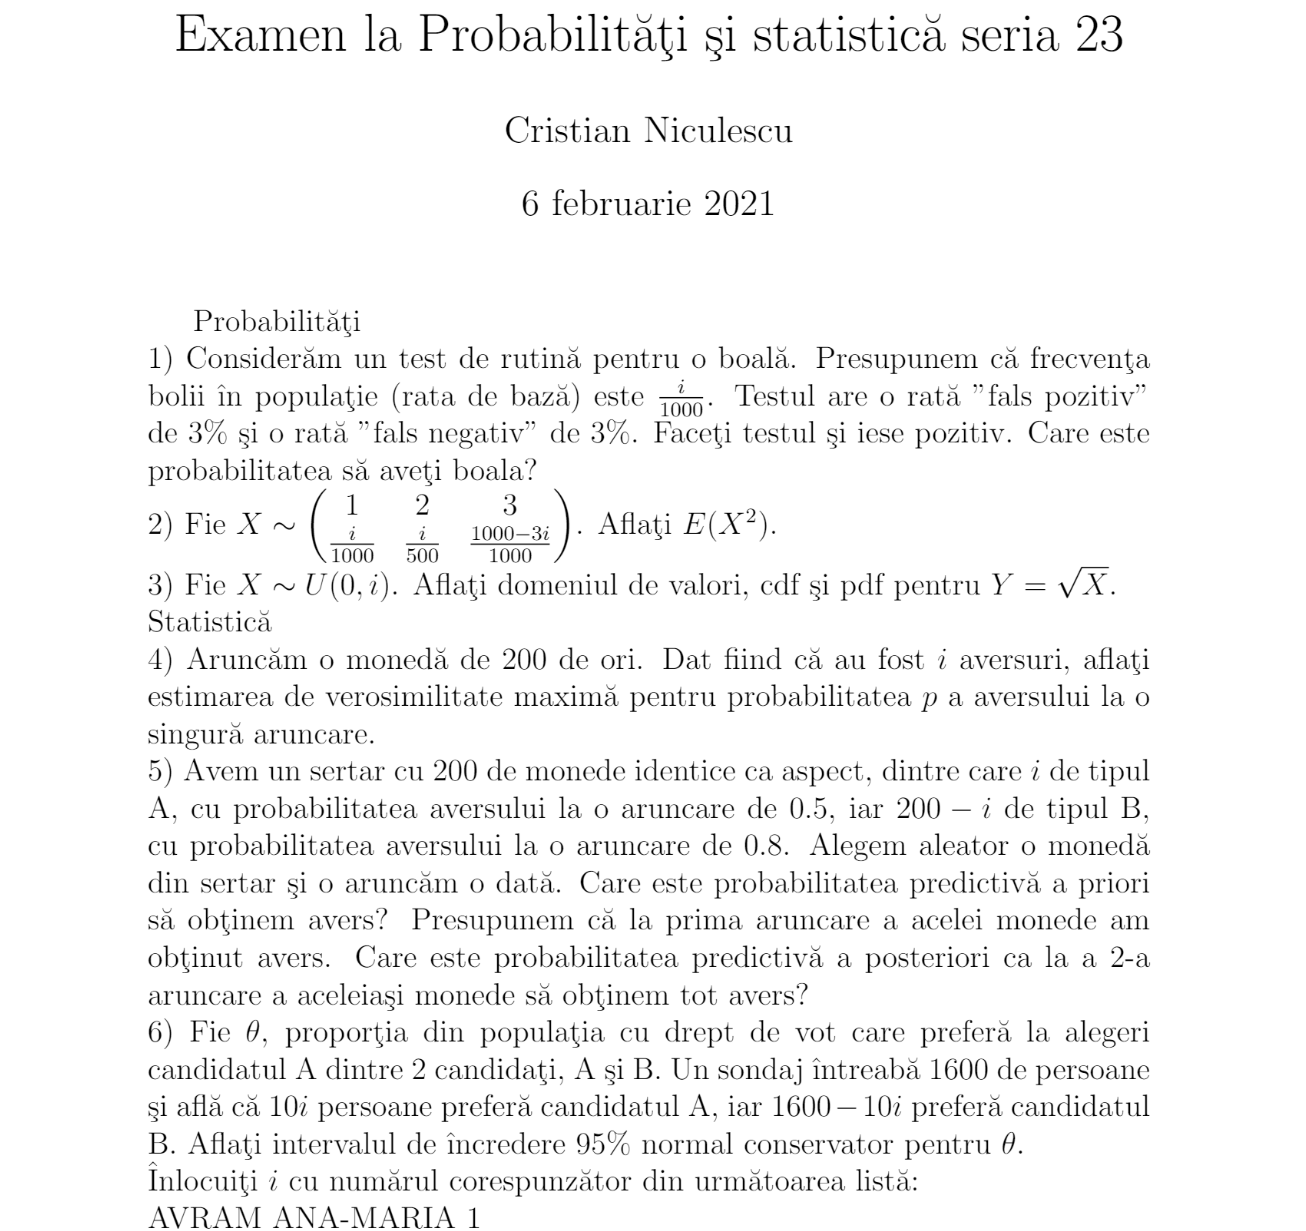 Examen la Probabilităţi şi statistică seria 23
Cristian Niculescu
6 februarie 2021
Probabilităţi
1) Considerăm un test de rutină pentru o boală. Presupunem că frecvenţa
bolii în populaţie (rata de bază) este $\frac{i}{1000}$. Testul are o rată ”fals pozitiv”
de 3% şi o rată ”fals negativ” de 3%. Faceţi testul şi iese pozitiv. Care este
probabilitatea să aveţi boala?
2) Fie $X \sim \begin{pmatrix} 1 & 2 & 3 \\ \frac{i}{1000} & \frac{i}{500} & \frac{1000-3i}{1000} \end{pmatrix}$. Aflaţi $E(X^2)$.
3) Fie $X \sim U(0, i)$. Aflaţi domeniul de valori, cdf şi pdf pentru $Y = \sqrt{X}$.
Statistică
4) Aruncăm o monedă de 200 de ori. Dat fiind că au fost $i$ aversuri, aflaţi
estimarea de verosimilitate maximă pentru probabilitatea $p$ a aversului la o
singură aruncare.
5) Avem un sertar cu 200 de monede identice ca aspect, dintre care $i$ de tipul
A, cu probabilitatea aversului la o aruncare de 0.5, iar $200 - i$ de tipul B,
cu probabilitatea aversului la o aruncare de 0.8. Alegem aleator o monedă
din sertar şi o aruncăm o dată. Care este probabilitatea predictivă a priori
să obţinem avers? Presupunem că la prima aruncare a acelei monede am
obţinut avers. Care este probabilitatea predictivă a posteriori ca la a 2-a
aruncare a aceleiaşi monede să obţinem tot avers?
6) Fie $\theta$, proporţia din populaţia cu drept de vot care preferă la alegeri
candidatul A dintre 2 candidaţi, A şi B. Un sondaj întreabă 1600 de persoane
şi află că $10i$ persoane preferă candidatul A, iar $1600 - 10i$ preferă candidatul
B. Aflaţi intervalul de încredere 95% normal conservator pentru $\theta$.
Înlocuiţi $i$ cu numărul corespunzător din următoarea listă:
AVRAM ANA-MARIA 1